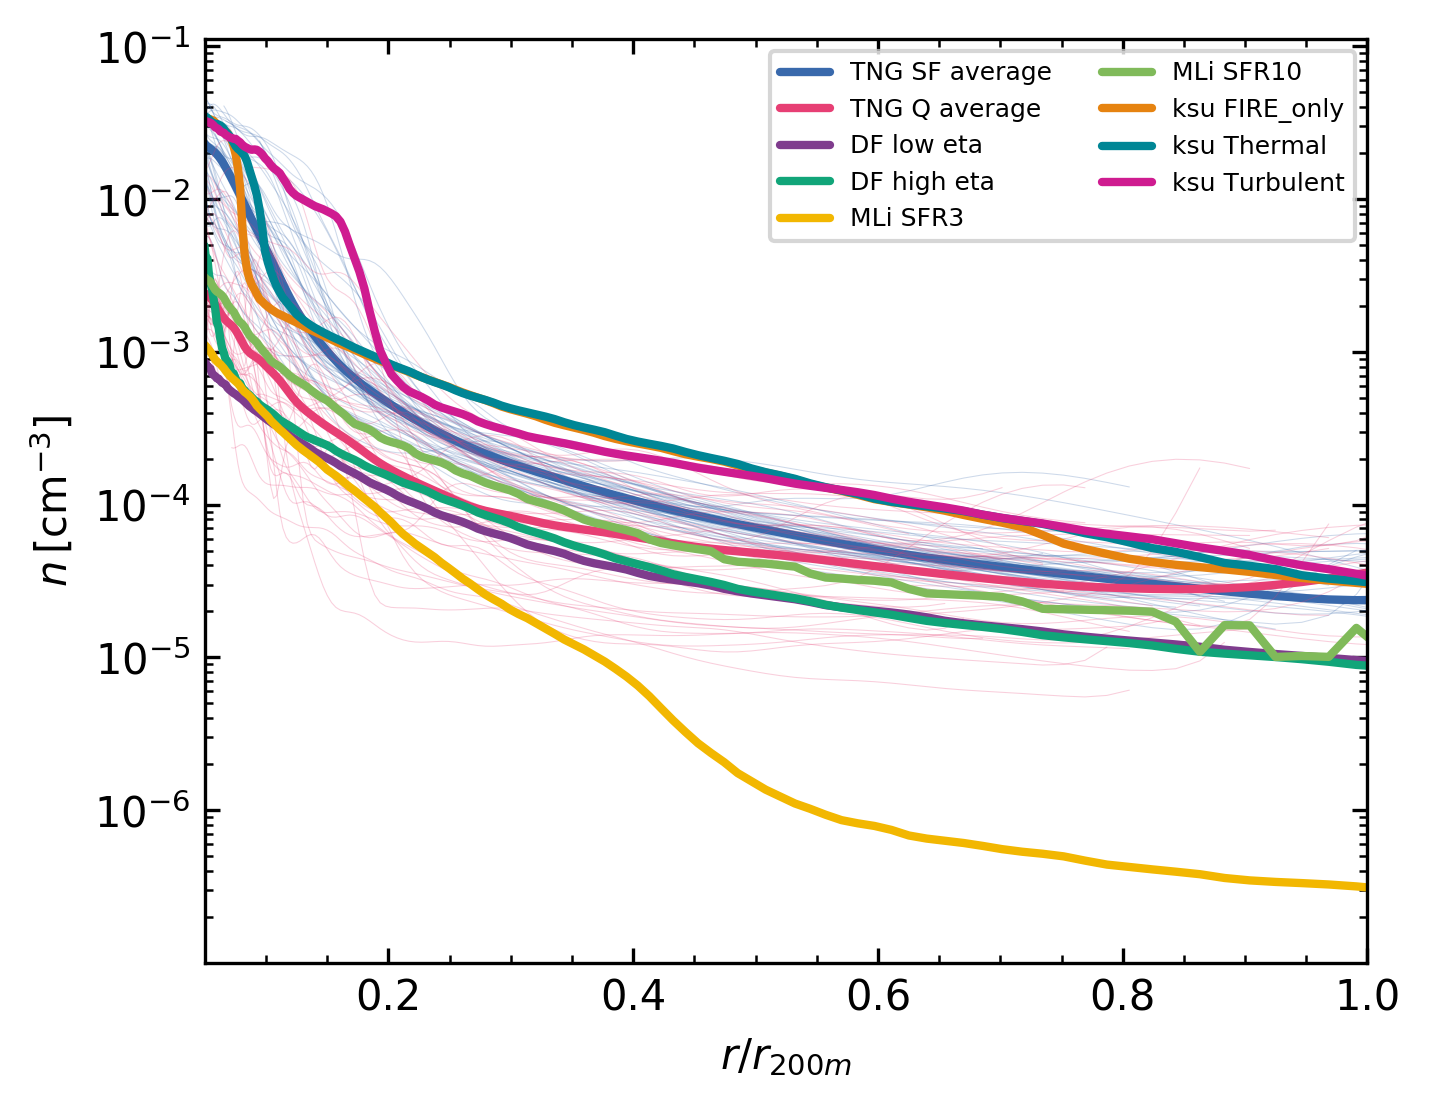 10⁻¹
10⁻²
10⁻³
10⁻⁴
10⁻⁵
10⁻⁶
n [cm⁻³]
TNG SF average
TNG Q average
DF low eta
DF high eta
MLi SFR3
MLi SFR10
ksu FIRE_only
ksu Thermal
ksu Turbulent
0.2 0.4 0.6 0.8 1.0
r/r₂₀₀ₘ